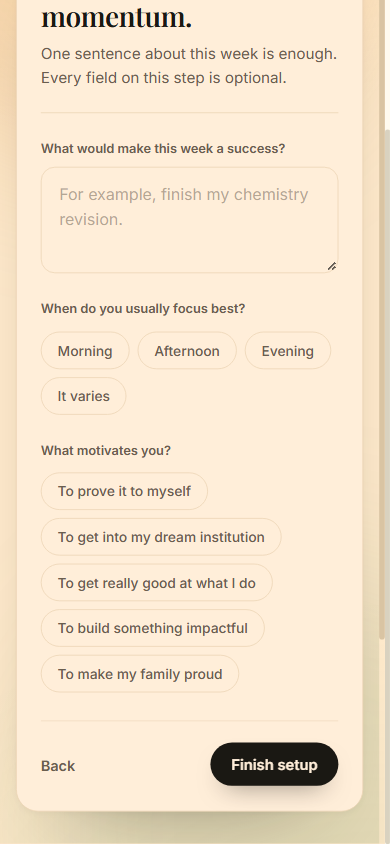 momentum.
One sentence about this week is enough.
Every field on this step is optional.
What would make this week a success?
For example, finish my chemistry
revision.
When do you usually focus best?
Morning
Afternoon
Evening
It varies
What motivates you?
To prove it to myself
To get into my dream institution
To get really good at what I do
To build something impactful
To make my family proud
Back
Finish setup